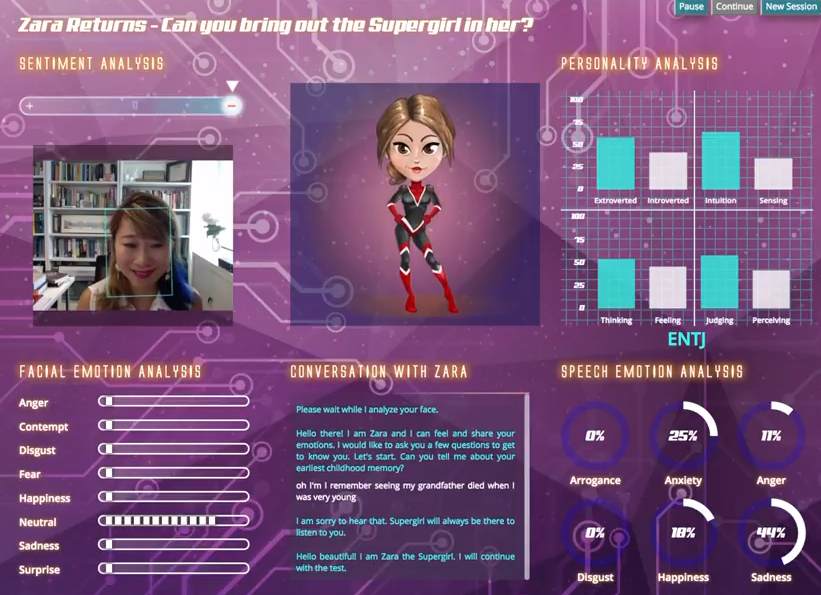 Pause
Continue
New Session
Zara Returns - Can you bring out the Supergirl in her?
SENTIMENT ANALYSIS
PERSONALITY ANALYSIS
+
−
100
75
50
25
0
Extroverted
Introverted
Intuition
Sensing
100
75
50
25
0
Thinking
Feeling
Judging
Perceiving
ENTJ
FACIAL EMOTION ANALYSIS
Anger
Contempt
Disgust
Fear
Happiness
Neutral
Sadness
Surprise
CONVERSATION WITH ZARA
Please wait while I analyze your face.
Hello there! I am Zara and I can feel and share your
emotions. I would like to ask you a few questions to get
to know you. Let's start. Can you tell me about your
earliest childhood memory?
oh I'm I remember seeing my grandfather died when I
was very young
I am sorry to hear that. Supergirl will always be there to
listen to you.
Hello beautiful! I am Zara the Supergirl. I will continue
with the test.
SPEECH EMOTION ANALYSIS
0%
25%
11%
Arrogance
Anxiety
Anger
0%
18%
44%
Disgust
Happiness
Sadness